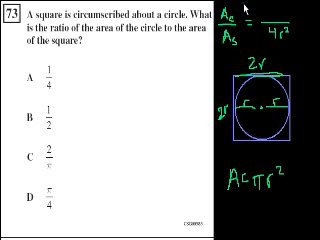 73 A square is circumscribed about a circle. What
is the ratio of the area of the circle to the area
of the square?
A 1/4
B 1/2
C 2/π
D π/4
CSG00985
Ac/As = /4r²
2r
2r r r
A=πr²